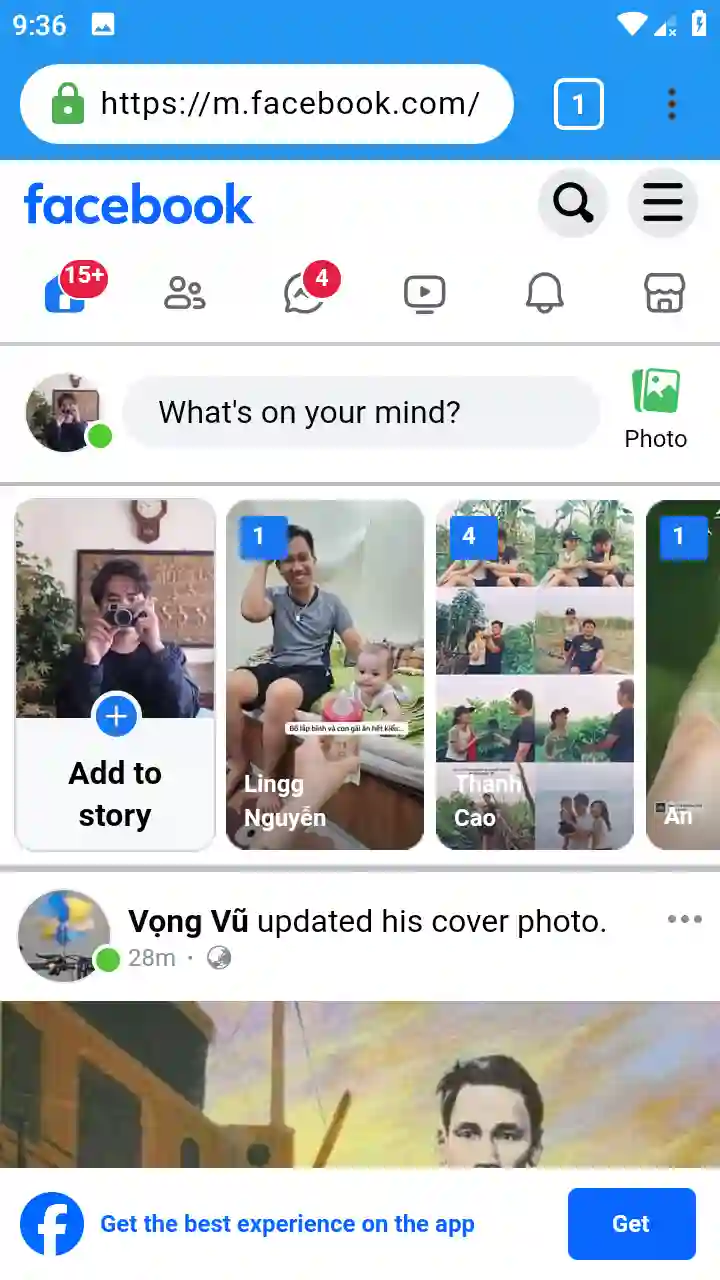 9:36
https://m.facebook.com/
1
facebook
15+
4
What's on your mind?
Photo
1
4
1
Bố lắp bình và con gái ăn hết kiếc...
Add to
story
Lingg
Nguyễn
Thanh
Cao
An
Vọng Vũ updated his cover photo.
28m ·
Get the best experience on the app
Get